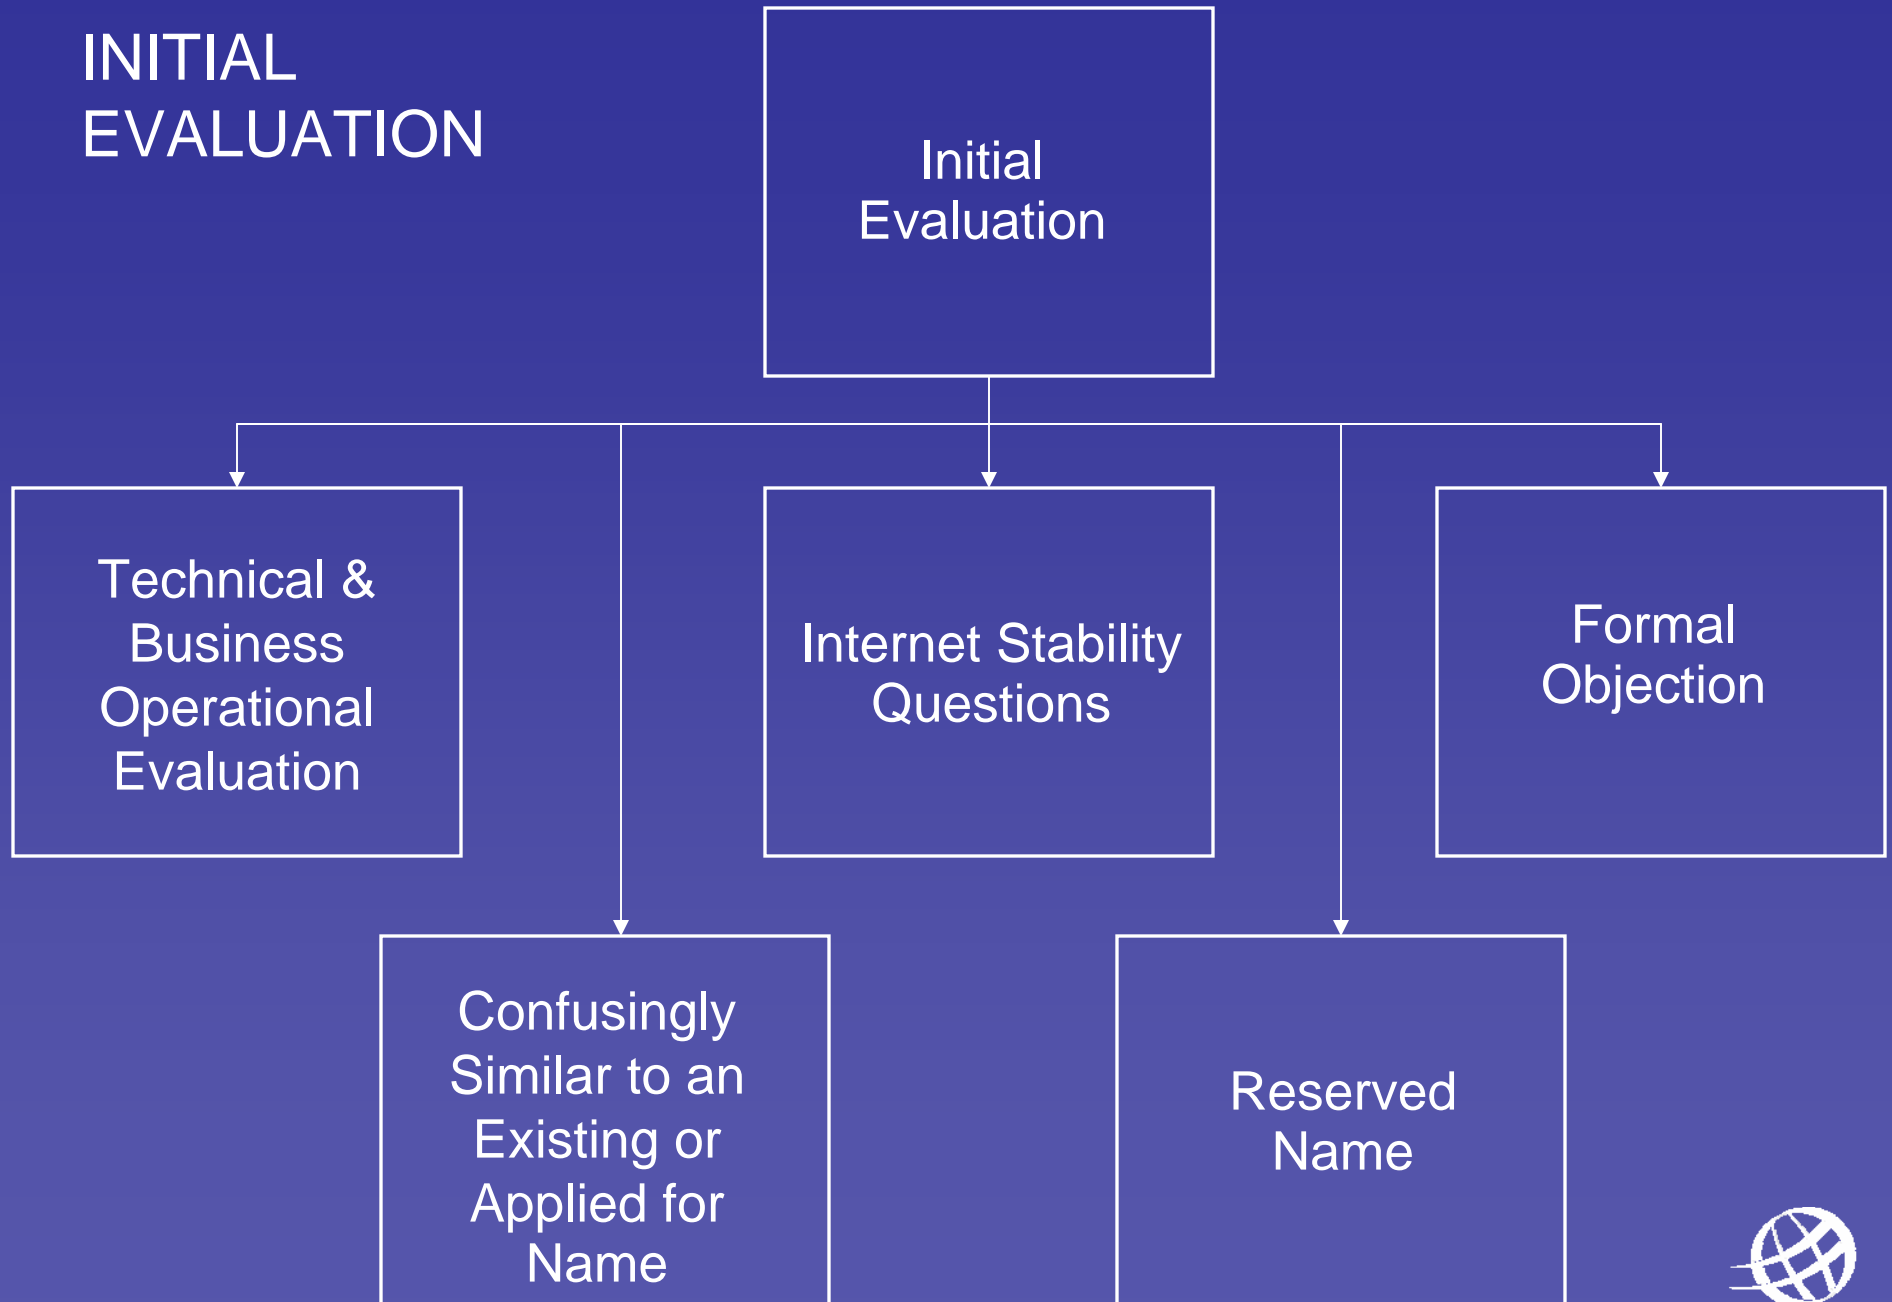 INITIAL
EVALUATION
Initial
Evaluation
Technical &
Business
Operational
Evaluation
Internet Stability
Questions
Formal
Objection
Confusingly
Similar to an
Existing or
Applied for
Name
Reserved
Name